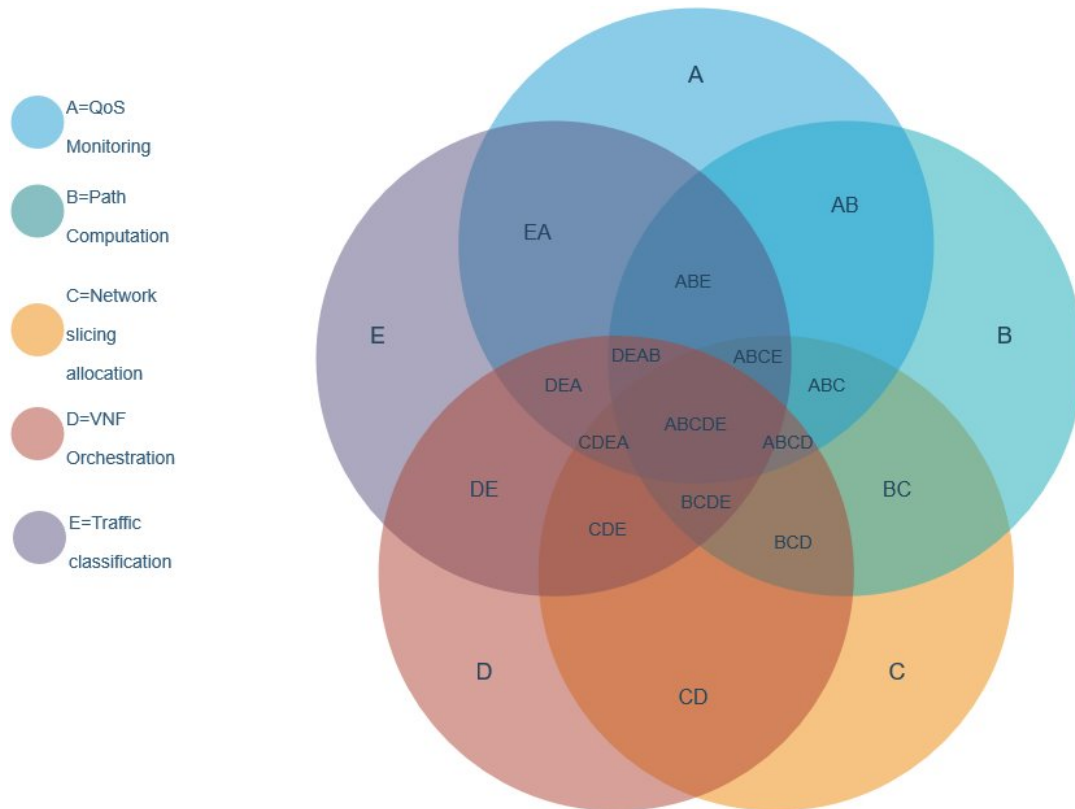 A=QoS
Monitoring
B=Path
Computation
C=Network
slicing
allocation
D=VNF
Orchestration
E=Traffic
classification
A
AB
EA
ABE
E
B
DEAB
ABCE
DEA
ABC
ABCDE
CDEA
ABCD
DE
BC
BCDE
CDE
BCD
D
C
CD